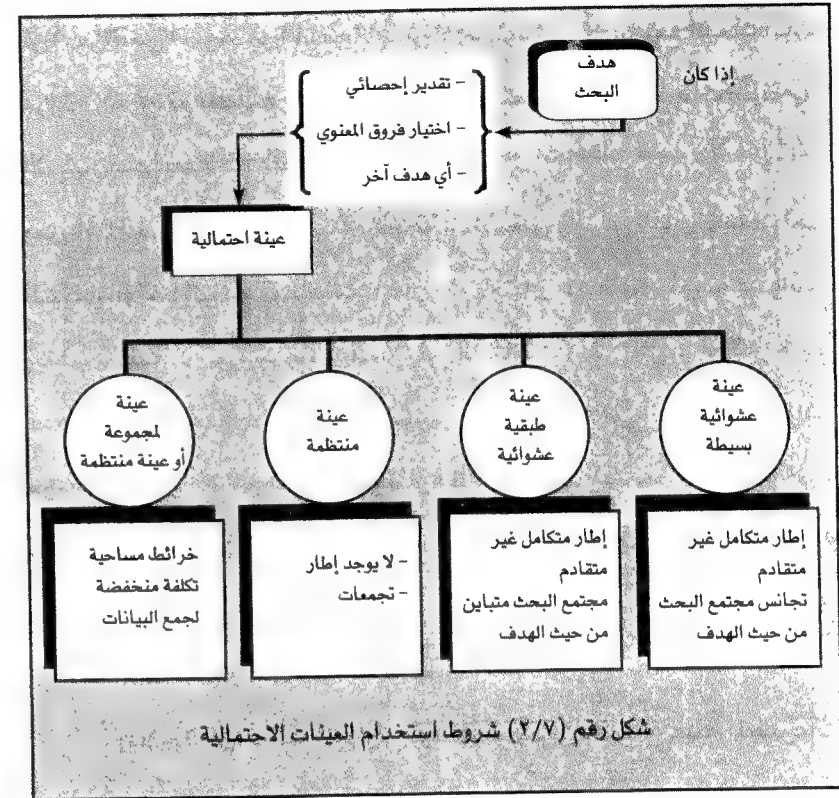 إذا كان
هدف
البحث
- تقدير إحصائي
- اختيار فروق المعنوي
- أي هدف آخر
عينة احتمالية
عينة
عشوائية
بسيطة
عينة
طبقية
عشوائية
عينة
منتظمة
عينة
لمجموعة
أو عينة منتظمة
إطار متكامل غير
متقادم
تجانس مجتمع البحث
من حيث الهدف
إطار متكامل غير
متقادم
مجتمع البحث متباين
من حيث الهدف
- لا يوجد إطار
- تجمعات
خرائط مساحية
تكلفة منخفضة
لجمع البيانات
شكل رقم (٢/٧) شروط استخدام العينات الاحتمالية